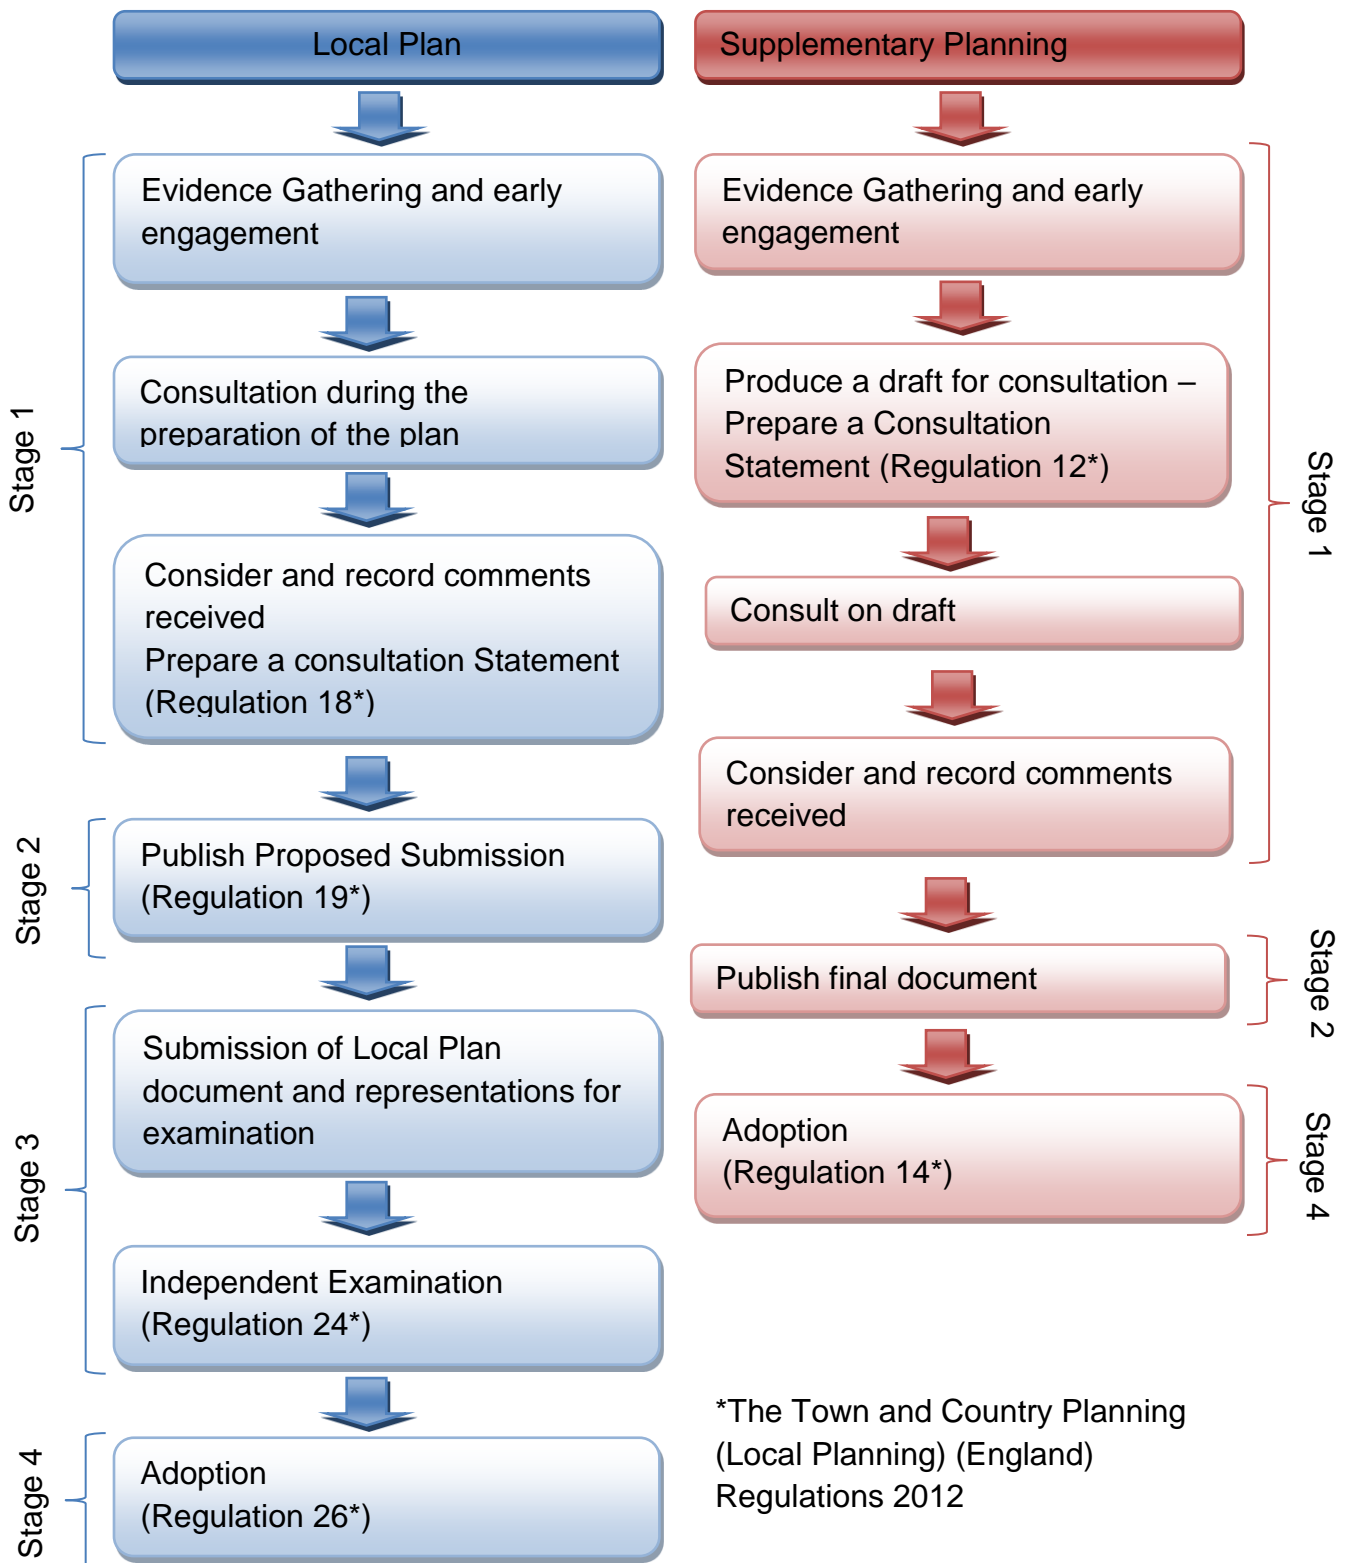 Local Plan
Evidence Gathering and early
engagement
Consultation during the
preparation of the plan
Consider and record comments
received
Prepare a consultation Statement
(Regulation 18*)
Publish Proposed Submission
(Regulation 19*)
Submission of Local Plan
document and representations for
examination
Independent Examination
(Regulation 24*)
Adoption
(Regulation 26*)
Stage 1
Stage 2
Stage 3
Stage 4
Supplementary Planning
Evidence Gathering and early
engagement
Produce a draft for consultation –
Prepare a Consultation
Statement (Regulation 12*)
Consult on draft
Consider and record comments
received
Publish final document
Adoption
(Regulation 14*)
Stage 1
Stage 2
Stage 4
*The Town and Country Planning
(Local Planning) (England)
Regulations 2012